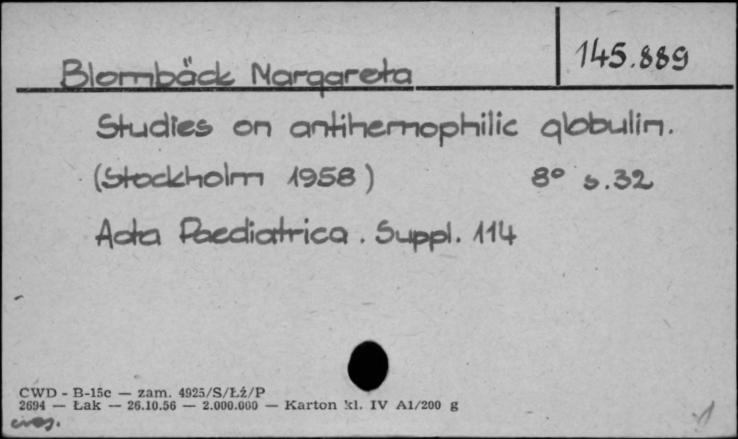 145.889
Blombäck Margareta
Studies on antihemophilic globulin.
(Stockholm 1958) 8° s.32
Acta Paediatrica. Suppl. 114
CWD - B-15c — zam. 4925/S/Łż/P
2694 — Łak — 26.10.56 — 2.000.000 — Karton kl. IV A1/200 g